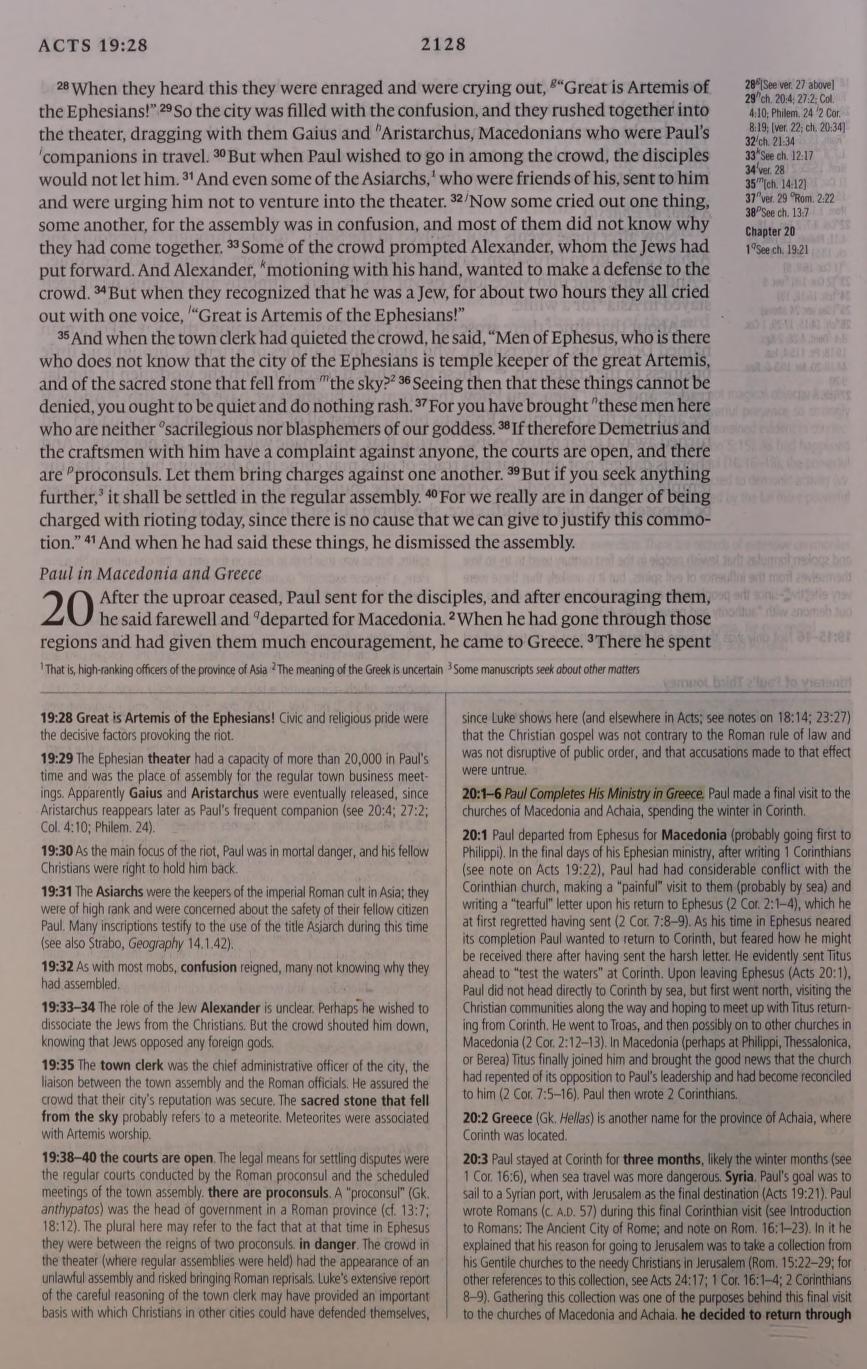 ACTS 19:28
2128
28 When they heard this they were enraged and were crying out, g“Great is Artemis of
the Ephesians!” 29 So the city was filled with the confusion, and they rushed together into
the theater, dragging with them Gaius and hAristarchus, Macedonians who were Paul’s
icompanions in travel. 30 But when Paul wished to go in among the crowd, the disciples
would not let him. 31 And even some of the Asiarchs,1 who were friends of his, sent to him
and were urging him not to venture into the theater. 32 jNow some cried out one thing,
some another, for the assembly was in confusion, and most of them did not know why
they had come together. 33 Some of the crowd prompted Alexander, whom the Jews had
put forward. And Alexander, kmotioning with his hand, wanted to make a defense to the
crowd. 34 But when they recognized that he was a Jew, for about two hours they all cried
out with one voice, l“Great is Artemis of the Ephesians!”
35 And when the town clerk had quieted the crowd, he said, “Men of Ephesus, who is there
who does not know that the city of the Ephesians is temple keeper of the great Artemis,
and of the sacred stone that fell from mthe sky?2 36 Seeing then that these things cannot be
denied, you ought to be quiet and do nothing rash. 37 For you have brought nthese men here
who are neither osacrilegious nor blasphemers of our goddess. 38 If therefore Demetrius and
the craftsmen with him have a complaint against anyone, the courts are open, and there
are pproconsuls. Let them bring charges against one another. 39 But if you seek anything
further,3 it shall be settled in the regular assembly. 40 For we really are in danger of being
charged with rioting today, since there is no cause that we can give to justify this commo-
tion.” 41 And when he had said these things, he dismissed the assembly.
Paul in Macedonia and Greece
20 After the uproar ceased, Paul sent for the disciples, and after encouraging them,
he said farewell and qdeparted for Macedonia. 2 When he had gone through those
regions and had given them much encouragement, he came to Greece. 3 There he spent
28g[See ver. 27 above]
29hch. 20:4; 27:2; Col.
4:10; Philem. 24 i2 Cor.
8:19; [ver. 22; ch. 20:34]
32jch. 21:34
33kSee ch. 12:17
34lver. 28
35m[ch. 14:12]
37nver. 29 oRom. 2:22
38pSee ch. 13:7
Chapter 20
1qSee ch. 19:21
1 That is, high-ranking officers of the province of Asia 2 The meaning of the Greek is uncertain 3 Some manuscripts seek about other matters
19:28 Great is Artemis of the Ephesians! Civic and religious pride were
the decisive factors provoking the riot.
19:29 The Ephesian theater had a capacity of more than 20,000 in Paul's
time and was the place of assembly for the regular town business meet-
ings. Apparently Gaius and Aristarchus were eventually released, since
Aristarchus reappears later as Paul's frequent companion (see 20:4; 27:2;
Col. 4:10; Philem. 24).
19:30 As the main focus of the riot, Paul was in mortal danger, and his fellow
Christians were right to hold him back.
19:31 The Asiarchs were the keepers of the imperial Roman cult in Asia; they
were of high rank and were concerned about the safety of their fellow citizen
Paul. Many inscriptions testify to the use of the title Asiarch during this time
(see also Strabo, Geography 14.1.42).
19:32 As with most mobs, confusion reigned, many not knowing why they
had assembled.
19:33–34 The role of the Jew Alexander is unclear. Perhaps he wished to
dissociate the Jews from the Christians. But the crowd shouted him down,
knowing that Jews opposed any foreign gods.
19:35 The town clerk was the chief administrative officer of the city, the
liaison between the town assembly and the Roman officials. He assured the
crowd that their city's reputation was secure. The sacred stone that fell
from the sky probably refers to a meteorite. Meteorites were associated
with Artemis worship.
19:38–40 the courts are open. The legal means for settling disputes were
the regular courts conducted by the Roman proconsul and the scheduled
meetings of the town assembly. there are proconsuls. A “proconsul” (Gk.
anthypatos) was the head of government in a Roman province (cf. 13:7;
18:12). The plural here may refer to the fact that at that time in Ephesus
they were between the reigns of two proconsuls. in danger. The crowd in
the theater (where regular assemblies were held) had the appearance of an
unlawful assembly and risked bringing Roman reprisals. Luke's extensive report
of the careful reasoning of the town clerk may have provided an important
basis with which Christians in other cities could have defended themselves,
since Luke shows here (and elsewhere in Acts; see notes on 18:14; 23:27)
that the Christian gospel was not contrary to the Roman rule of law and
was not disruptive of public order, and that accusations made to that effect
were untrue.
20:1–6 Paul Completes His Ministry in Greece. Paul made a final visit to the
churches of Macedonia and Achaia, spending the winter in Corinth.
20:1 Paul departed from Ephesus for Macedonia (probably going first to
Philippi). In the final days of his Ephesian ministry, after writing 1 Corinthians
(see note on Acts 19:22), Paul had had considerable conflict with the
Corinthian church, making a “painful” visit to them (probably by sea) and
writing a “tearful” letter upon his return to Ephesus (2 Cor. 2:1–4), which he
at first regretted having sent (2 Cor. 7:8–9). As his time in Ephesus neared
its completion Paul wanted to return to Corinth, but feared how he might
be received there after having sent the harsh letter. He evidently sent Titus
ahead to “test the waters” at Corinth. Upon leaving Ephesus (Acts 20:1),
Paul did not head directly to Corinth by sea, but first went north, visiting the
Christian communities along the way and hoping to meet up with Titus return-
ing from Corinth. He went to Troas, and then possibly on to other churches in
Macedonia (2 Cor. 2:12–13). In Macedonia (perhaps at Philippi, Thessalonica,
or Berea) Titus finally joined him and brought the good news that the church
had repented of its opposition to Paul's leadership and had become reconciled
to him (2 Cor. 7:5–16). Paul then wrote 2 Corinthians.
20:2 Greece (Gk. Hellas) is another name for the province of Achaia, where
Corinth was located.
20:3 Paul stayed at Corinth for three months, likely the winter months (see
1 Cor. 16:6), when sea travel was more dangerous. Syria. Paul's goal was to
sail to a Syrian port, with Jerusalem as the final destination (Acts 19:21). Paul
wrote Romans (c. A.D. 57) during this final Corinthian visit (see Introduction
to Romans: The Ancient City of Rome; and note on Rom. 16:1–23). In it he
explained that his reason for going to Jerusalem was to take a collection from
his Gentile churches to the needy Christians in Jerusalem (Rom. 15:22–29; for
other references to this collection, see Acts 24:17; 1 Cor. 16:1–4; 2 Corinthians
8–9). Gathering this collection was one of the purposes behind this final visit
to the churches of Macedonia and Achaia. he decided to return through